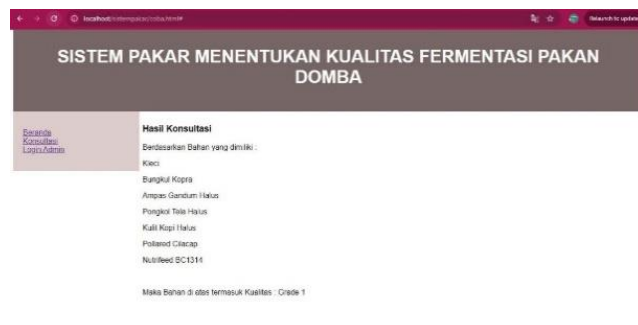 localhost/sistempakar/coba.html#
Relaunch to update
SISTEM PAKAR MENENTUKAN KUALITAS FERMENTASI PAKAN
DOMBA
Beranda
Konsultasi
Login Admin
Hasil Konsultasi
Berdasarkan Bahan yang dimiliki :
Kleci
Bungkul Kopra
Ampas Gandum Halus
Pongkol Tela Halus
Kulit Kopi Halus
Pollared Cilacap
Nutrifeed BC1314
Maka Bahan di atas termasuk Kualitas : Grade 1